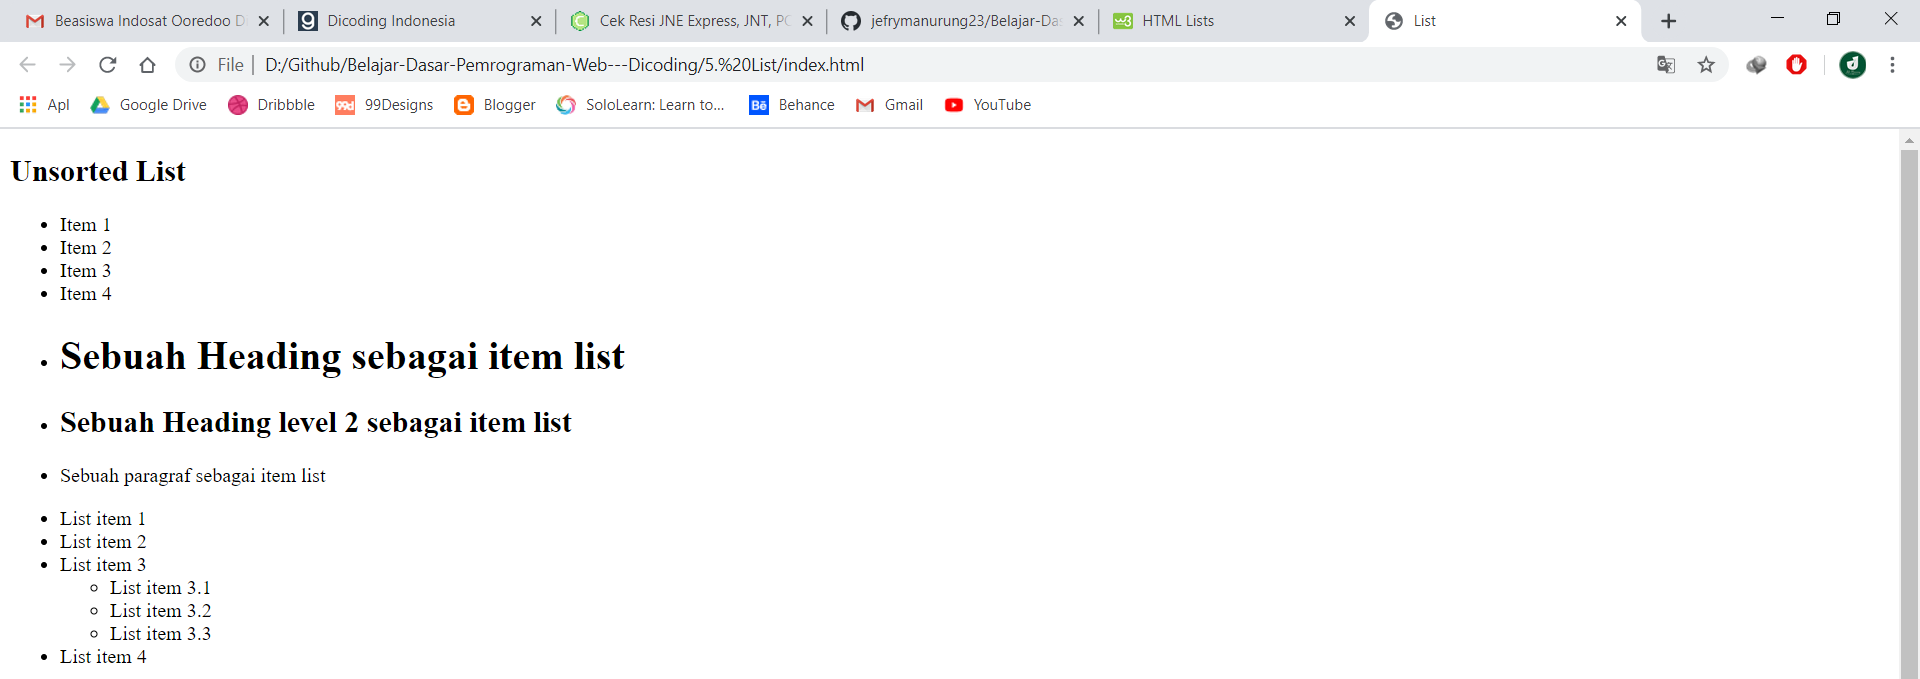 Beasiswa Indosat Ooredoo D
Dicoding Indonesia
Cek Resi JNE Express, JNT, PO
jefrymanurung23/Belajar-Das
HTML Lists
List
File
D:/Github/Belajar-Dasar-Pemrograman-Web---Dicoding/5.%20List/index.html
Apl
Google Drive
Dribbble
99d
99Designs
Blogger
SoloLearn: Learn to...
Bē
Behance
Gmail
YouTube
Unsorted List
Item 1
Item 2
Item 3
Item 4
Sebuah Heading sebagai item list
Sebuah Heading level 2 sebagai item list
Sebuah paragraf sebagai item list
List item 1
List item 2
List item 3
List item 3.1
List item 3.2
List item 3.3
List item 4